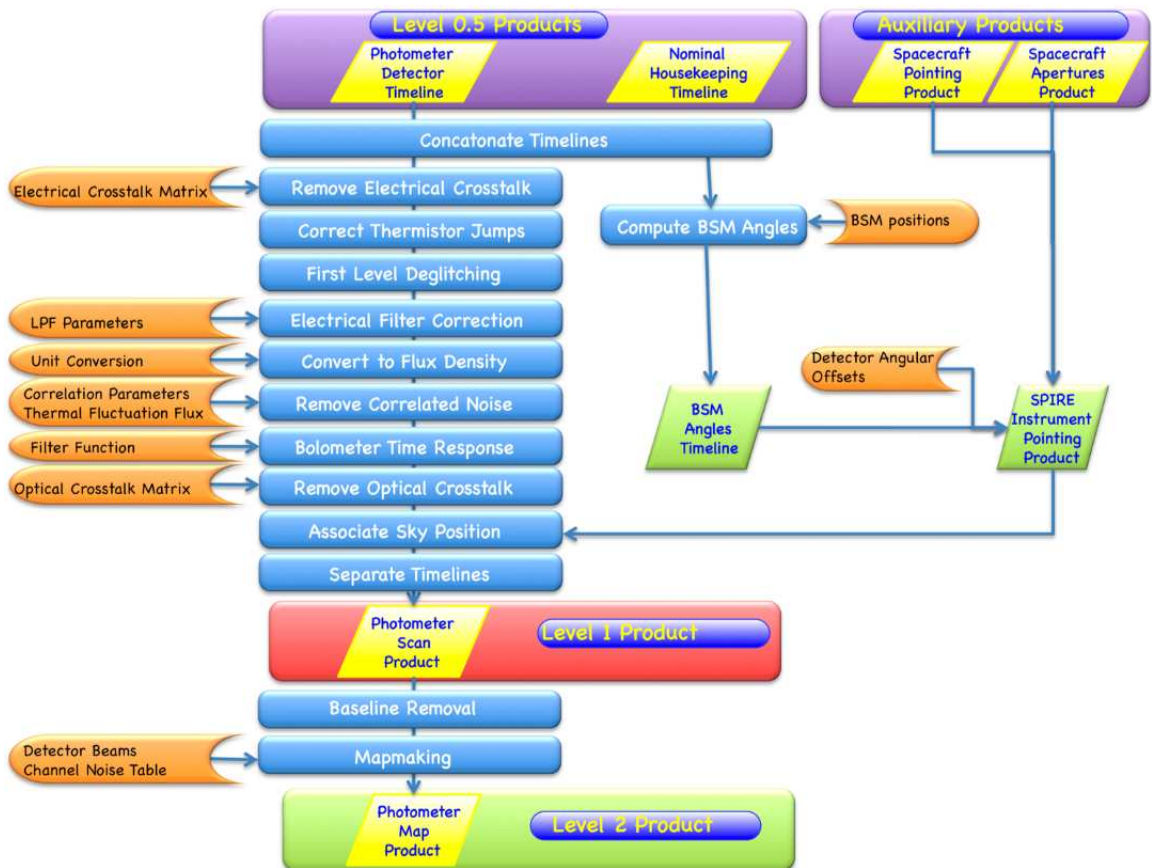 Level 0.5 Products
Photometer
Detector
Timeline
Nominal
Housekeeping
Timeline
Auxiliary Products
Spacecraft
Pointing
Product
Spacecraft
Apertures
Product
Concatonate Timelines
Electrical Crosstalk Matrix
Remove Electrical Crosstalk
Correct Thermistor Jumps
Compute BSM Angles
BSM positions
First Level Deglitching
LPF Parameters
Electrical Filter Correction
Unit Conversion
Convert to Flux Density
Detector Angular
Offsets
Correlation Parameters
Thermal Fluctuation Flux
Remove Correlated Noise
BSM
Angles
Timeline
SPIRE
Instrument
Pointing
Product
Filter Function
Bolometer Time Response
Optical Crosstalk Matrix
Remove Optical Crosstalk
Associate Sky Position
Separate Timelines
Photometer
Scan
Product
Level 1 Product
Baseline Removal
Detector Beams
Channel Noise Table
Mapmaking
Photometer
Map
Product
Level 2 Product